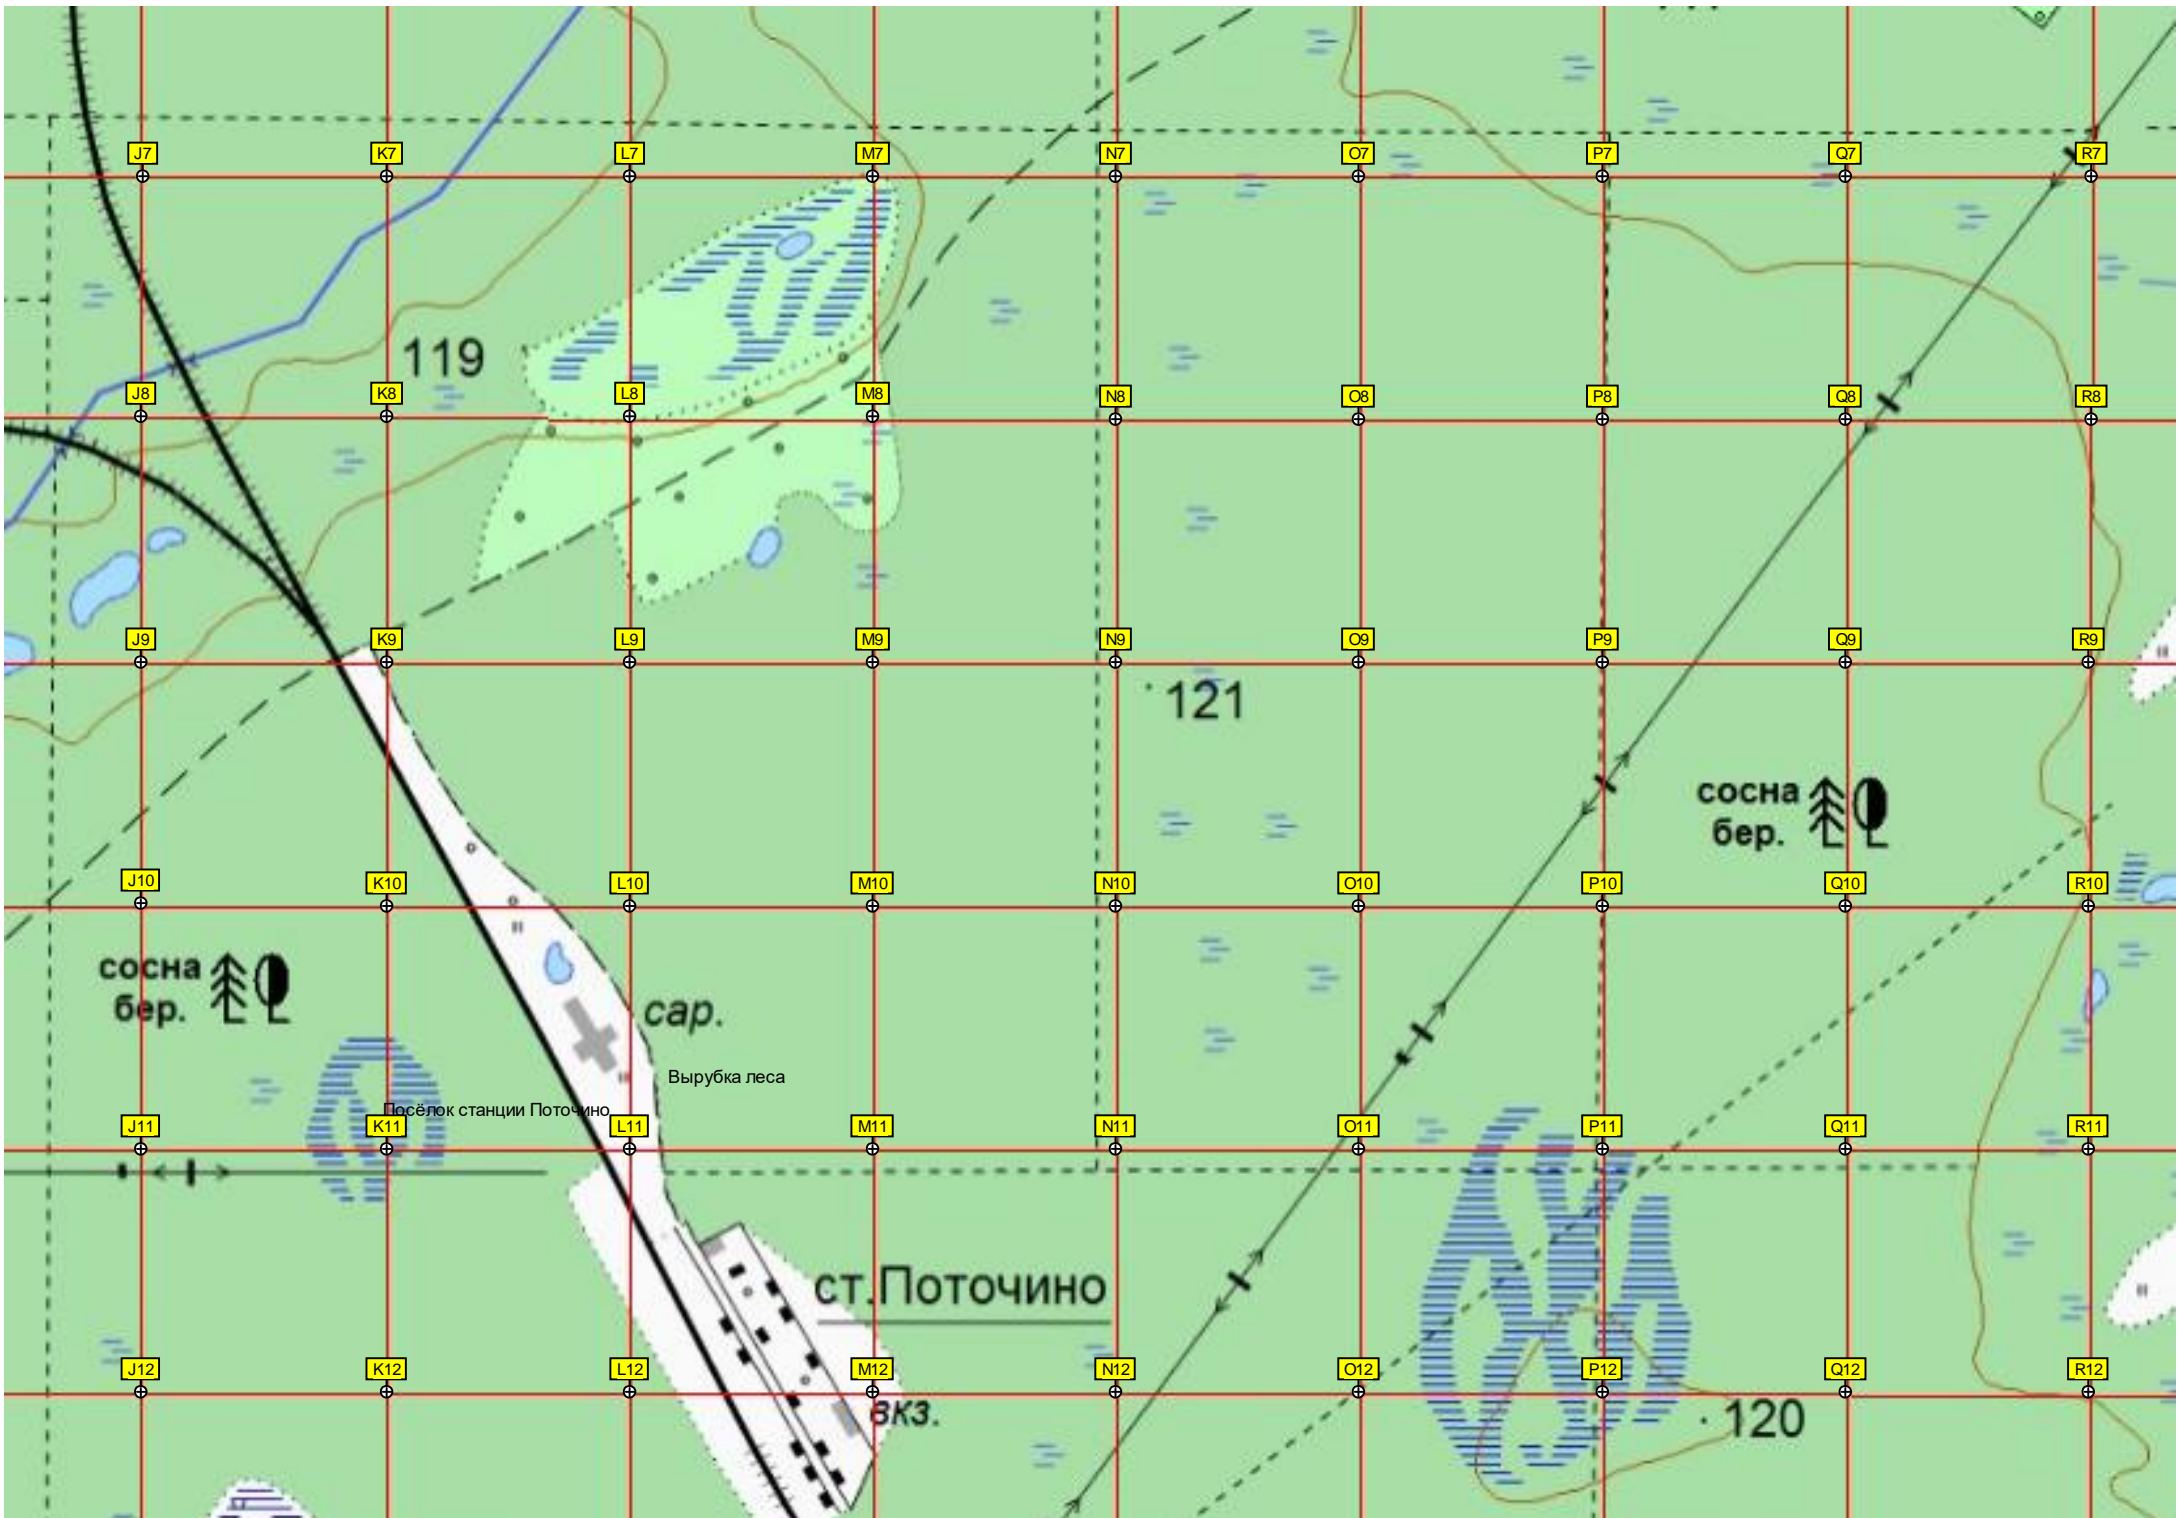 J7 K7 L7 M7 N7 O7 P7 Q7 R7
119
J8 K8 L8 M8 N8 O8 P8 Q8 R8
J9 K9 L9 M9 N9 O9 P9 Q9 R9
121
сосна
бер.
J10 K10 L10 M10 N10 O10 P10 Q10 R10
сосна
бер.
сар.
Вырубка леса
Посёлок станции Поточино
J11 K11 L11 M11 N11 O11 P11 Q11 R11
ст.Поточино
J12 K12 L12 M12 N12 O12 P12 Q12 R12
вкз.
120